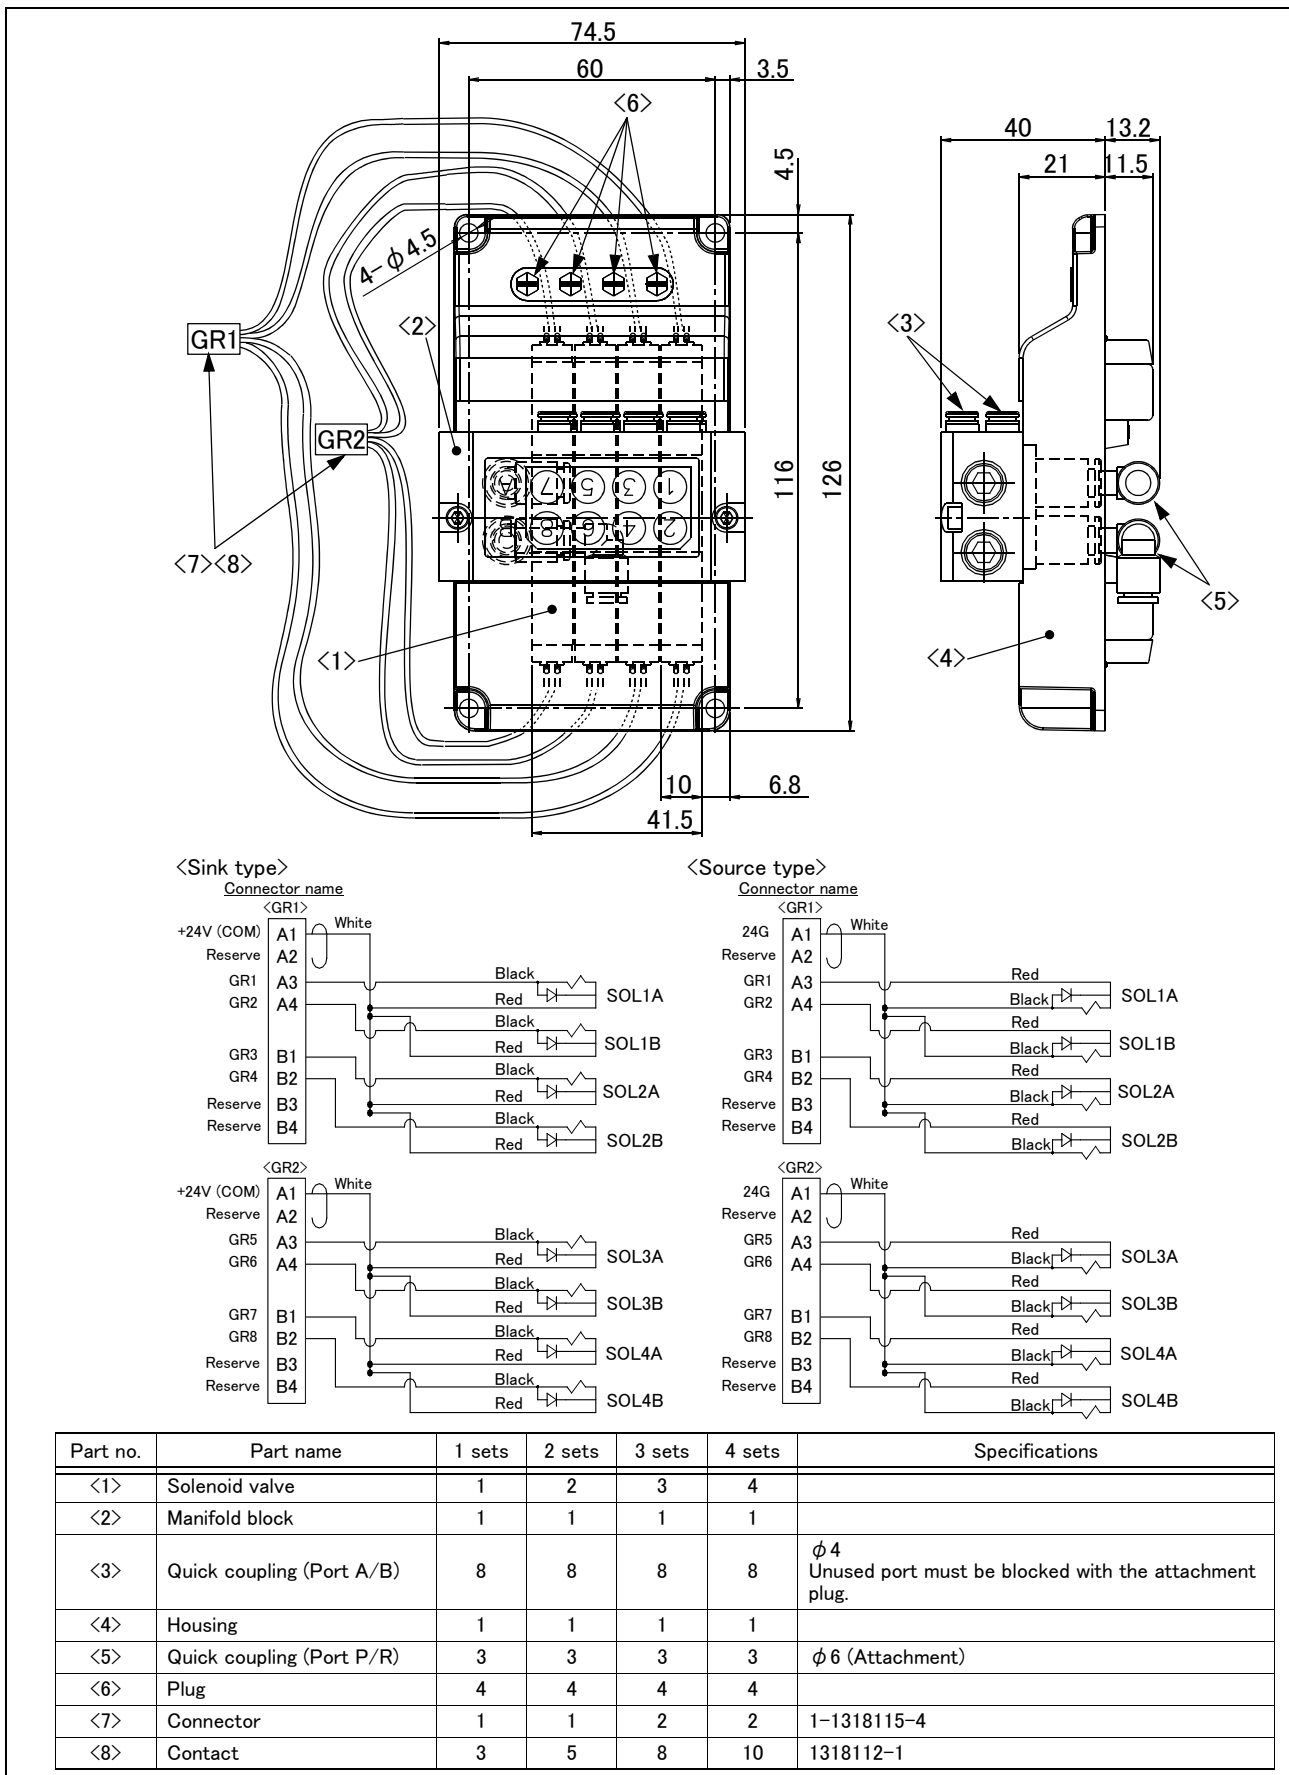 74.5
60
3.5
<6>
4.5
4-φ4.5
<2>
GR1
GR2
<7><8>
<1>
116
126
10
6.8
41.5
40
13.2
21
11.5
<3>
<5>
<4>
A 7 5 3 1
B 8 6 4 2
<Sink type>
Connector name
<GR1>
+24V (COM) A1 White
Reserve A2
GR1 A3 Black
GR2 A4 Red SOL1A
Black
Red SOL1B
GR3 B1 Black
GR4 B2 Red SOL2A
Reserve B3 Black
Reserve B4 Red SOL2B
<GR2>
+24V (COM) A1 White
Reserve A2
GR5 A3 Black
GR6 A4 Red SOL3A
Black
Red SOL3B
GR7 B1 Black
GR8 B2 Red SOL4A
Reserve B3 Black
Reserve B4 Red SOL4B
<Source type>
Connector name
<GR1>
24G A1 White
Reserve A2
GR1 A3 Red
GR2 A4 Black SOL1A
Red
Black SOL1B
GR3 B1 Red
GR4 B2 Black SOL2A
Reserve B3 Red
Reserve B4 Black SOL2B
<GR2>
24G A1 White
Reserve A2
GR5 A3 Red
GR6 A4 Black SOL3A
Red
Black SOL3B
GR7 B1 Red
GR8 B2 Black SOL4A
Reserve B3 Red
Reserve B4 Black SOL4B
Part no. Part name 1 sets 2 sets 3 sets 4 sets Specifications
<1> Solenoid valve 1 2 3 4
<2> Manifold block 1 1 1 1
<3> Quick coupling (Port A/B) 8 8 8 8 φ4
Unused port must be blocked with the attachment
plug.
<4> Housing 1 1 1 1
<5> Quick coupling (Port P/R) 3 3 3 3 φ6 (Attachment)
<6> Plug 4 4 4 4
<7> Connector 1 1 2 2 1-1318115-4
<8> Contact 3 5 8 10 1318112-1